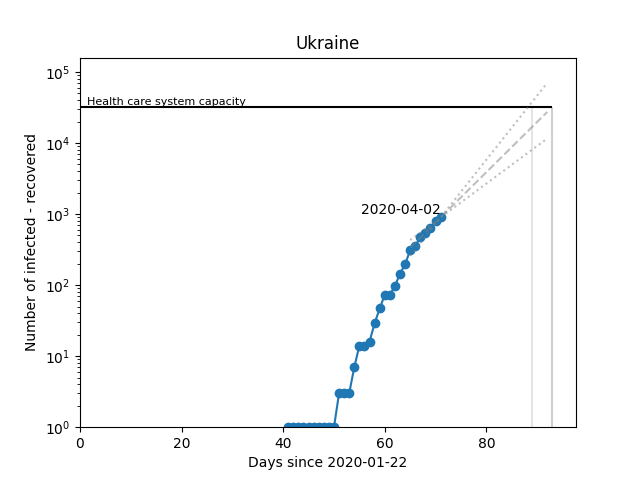 Ukraine
10^5
Health care system capacity
10^4
10^3
2020-04-02
10^2
10^1
10^0
Number of infected - recovered
0 20 40 60 80
Days since 2020-01-22